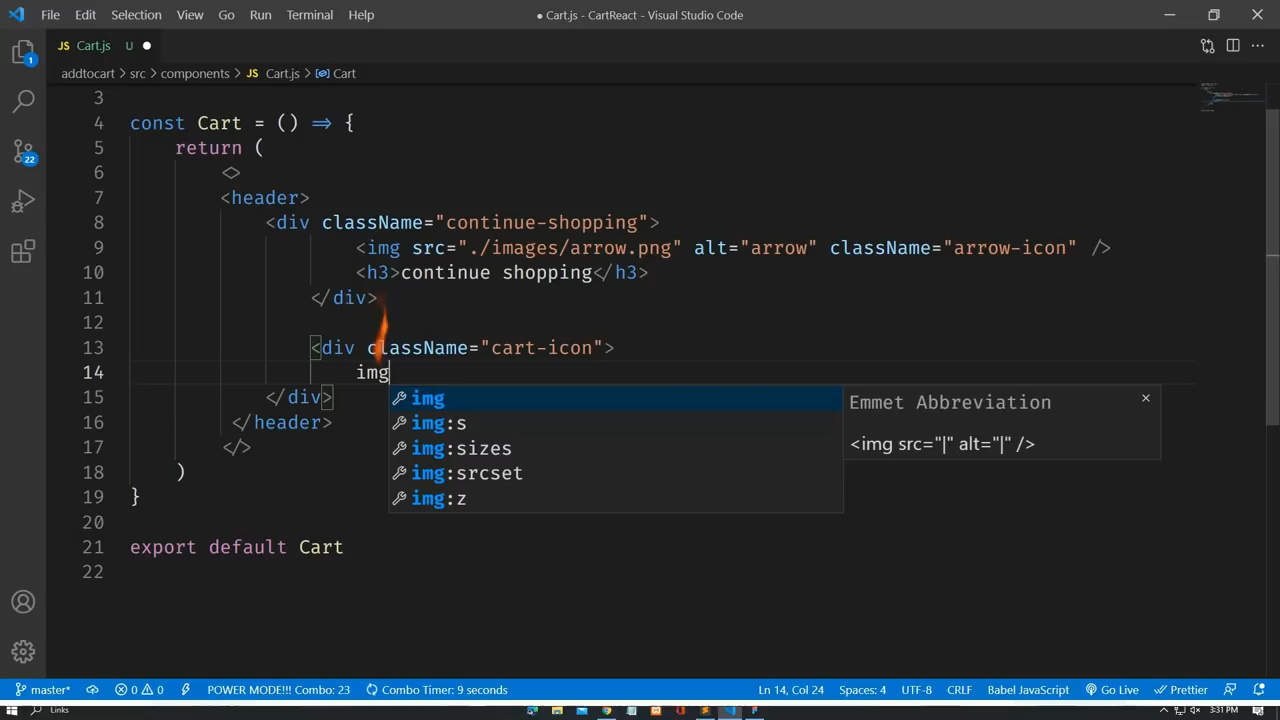 File Edit Selection View Go Run Terminal Help
● Cart.js - CartReact - Visual Studio Code
JS Cart.js U ●
addtocart > src > components > JS Cart.js > Cart
3
4 const Cart = () => {
5 return (
6 <>
7 <header>
8 <div className="continue-shopping">
9 <img src="./images/arrow.png" alt="arrow" className="arrow-icon" />
10 <h3>continue shopping</h3>
11 </div>
12
13 <div className="cart-icon">
14 img
15 </div>
16 </header>
17 </>
18 )
19 }
20
21 export default Cart
22
img
img:s
img:sizes
img:srcset
img:z
Emmet Abbreviation
<img src="|" alt="|" />
1
22
master* 0 0 POWER MODE!!! Combo: 23 Combo Timer: 9 seconds Ln 14, Col 24 Spaces: 4 UTF-8 CRLF Babel JavaScript Go Live Prettier
Links 3:31 PM